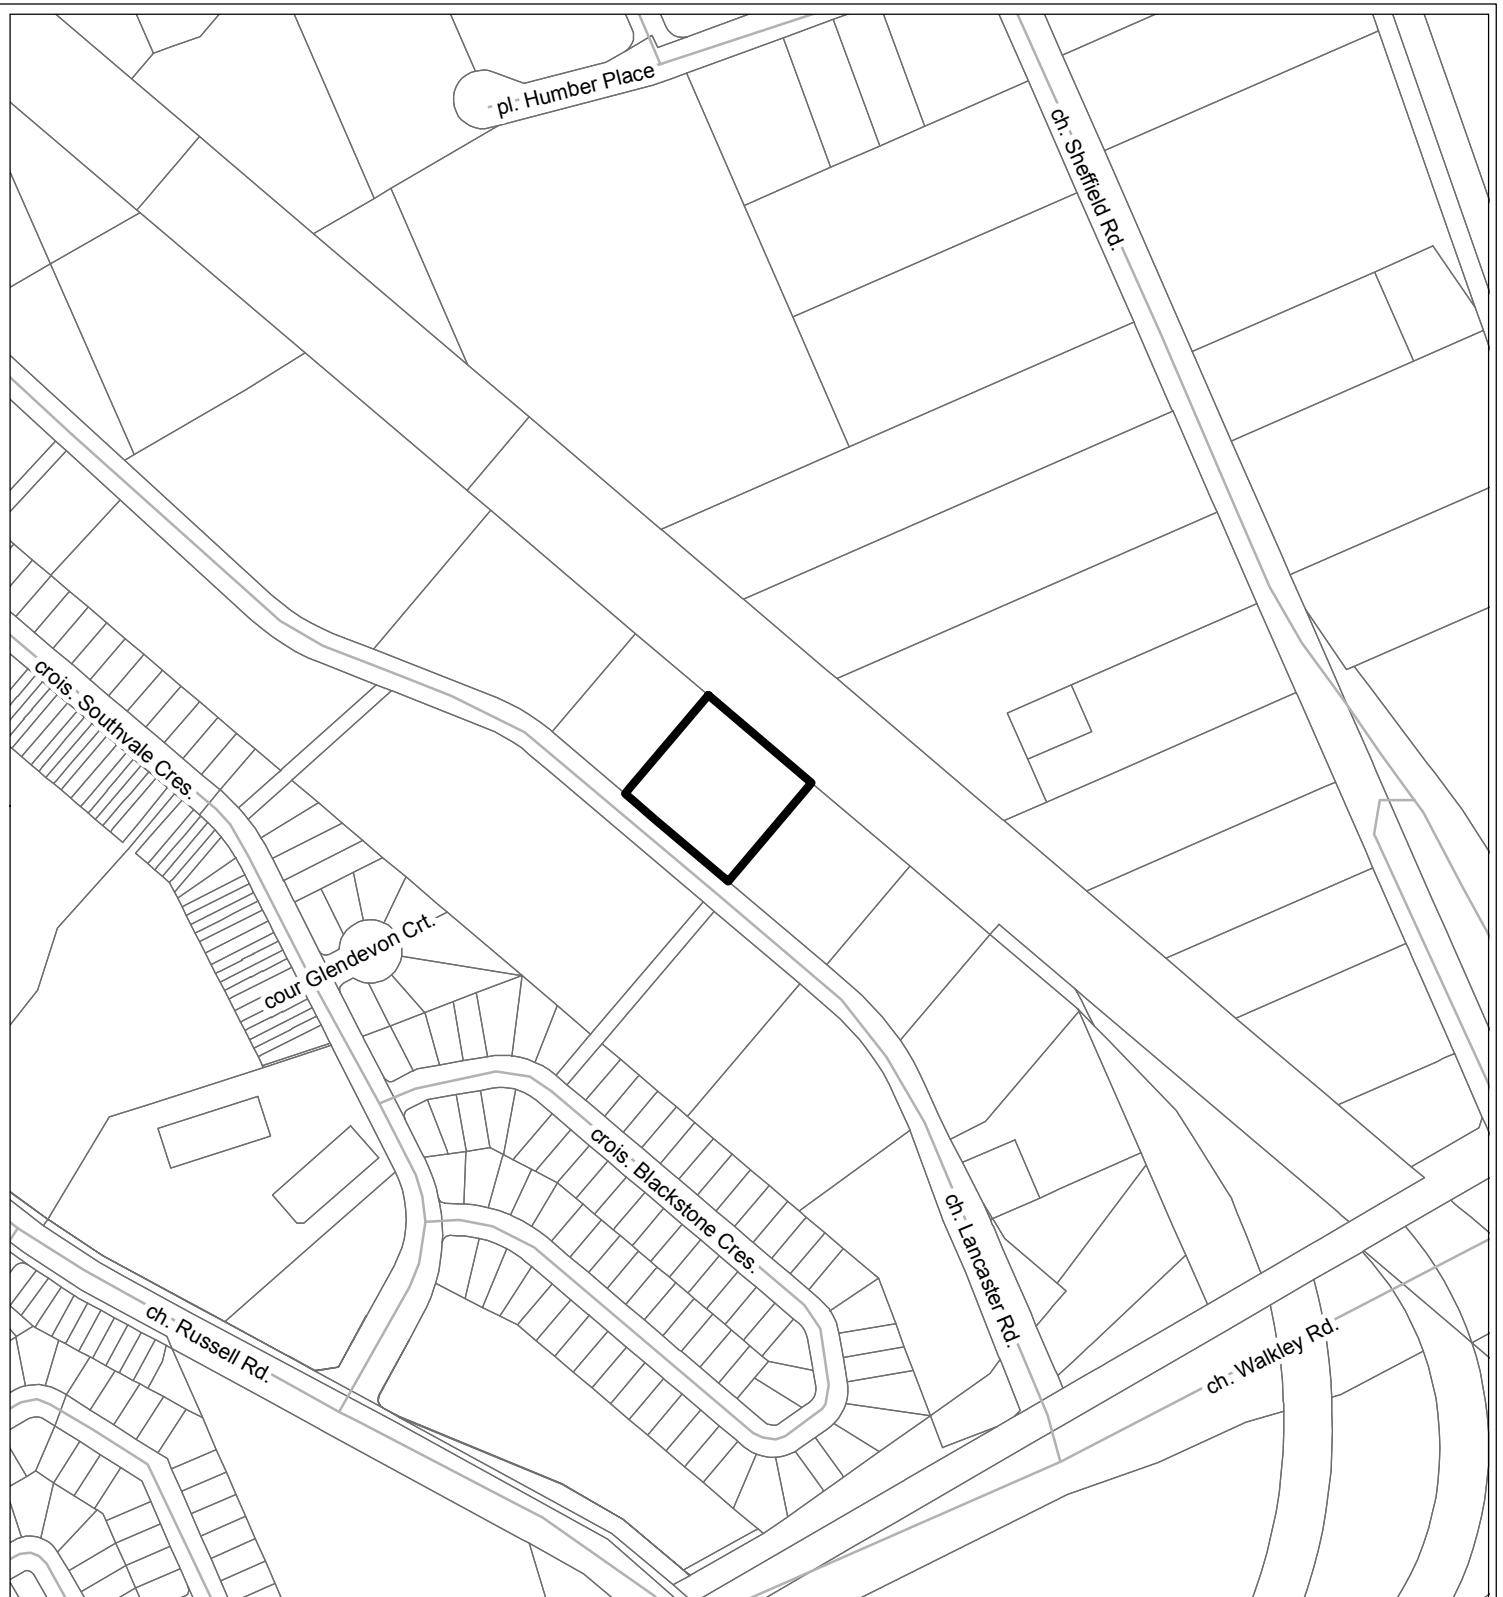 pl. Humber Place
ch. Sheffield Rd.
crois. Southvale Cres.
cour Glendevon Crt.
crois. Blackstone Cres.
ch. Lancaster Rd.
ch. Russell Rd.
ch. Walkley Rd.